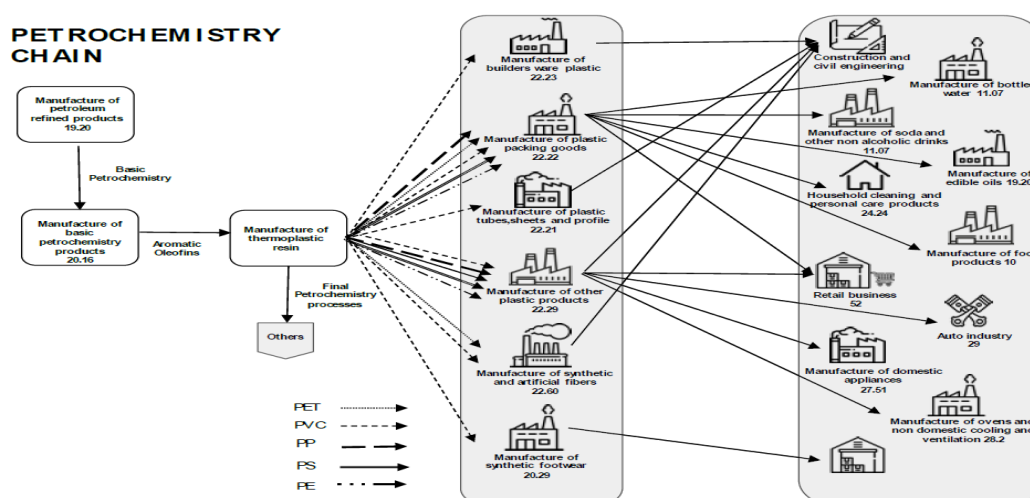 PETROCHEMISTRY
CHAIN
Manufacture of
petroleum
refined products
19.20
Basic
Petrochemistry
Manufacture of
basic
petrochemistry
products
20.16
Aromatic
Oleofins
Manufacture of
thermoplastic
resin
Final
Petrochemistry
processes
Others
PET
PVC
PP
PS
PE
Manufacture of
builders ware plastic
22.23
Manufacture of plastic
packing goods
22.22
Manufacture of plastic
tubes,sheets and profile
22.21
Manufacture of other
plastic products
22.29
Manufacture of synthetic
and artificial fibers
22.60
Manufacture of
synthetic footwear
20.29
Construction and
civil engineering
Manufacture of bottle
water 11.07
Manufacture of soda and
other non alcoholic drinks
11.07
Manufacture of
edible oils 19.20
Household cleaning and
personal care products
24.24
Manufacture of foo
products 10
Retail business
52
Auto industry
29
Manufacture of domestic
appliances
27.51
Manufacture of ovens and
non domestic cooling and
ventilation 28.2